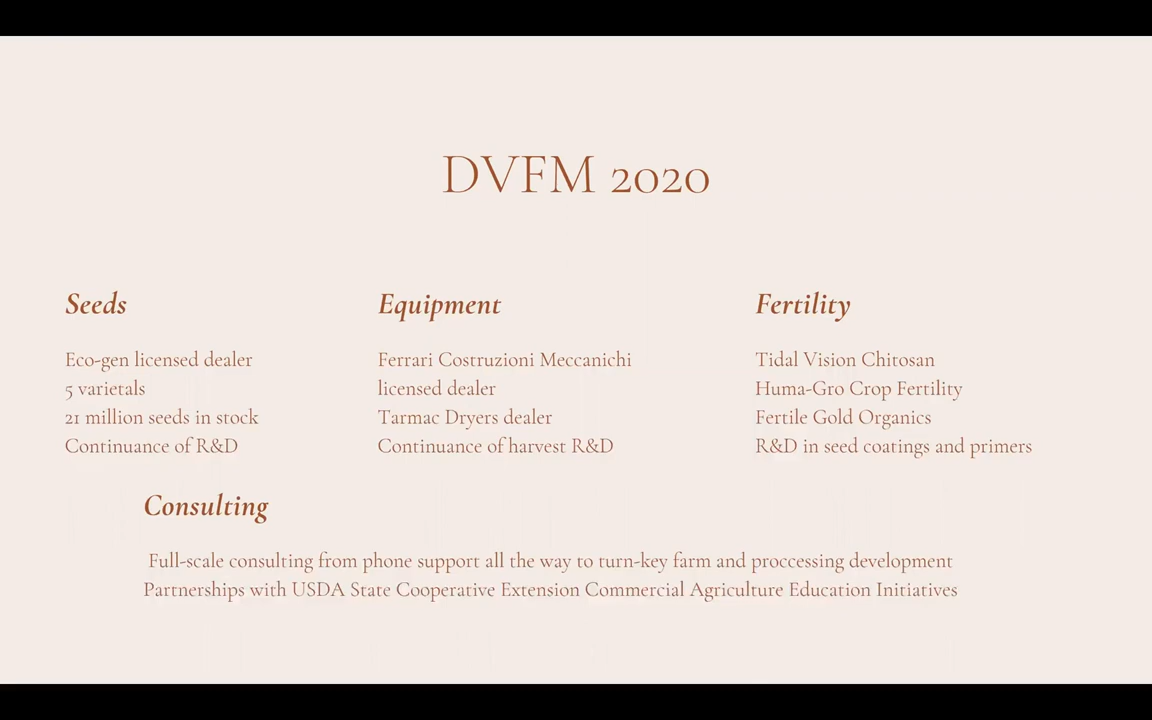 DVFM 2020
Seeds
Eco-gen licensed dealer
5 varietals
21 million seeds in stock
Continuance of R&D
Equipment
Ferrari Costruzioni Meccanichi
licensed dealer
Tarmac Dryers dealer
Continuance of harvest R&D
Fertility
Tidal Vision Chitosan
Huma-Gro Crop Fertility
Fertile Gold Organics
R&D in seed coatings and primers
Consulting
Full-scale consulting from phone support all the way to turn-key farm and proccessing development
Partnerships with USDA State Cooperative Extension Commercial Agriculture Education Initiatives